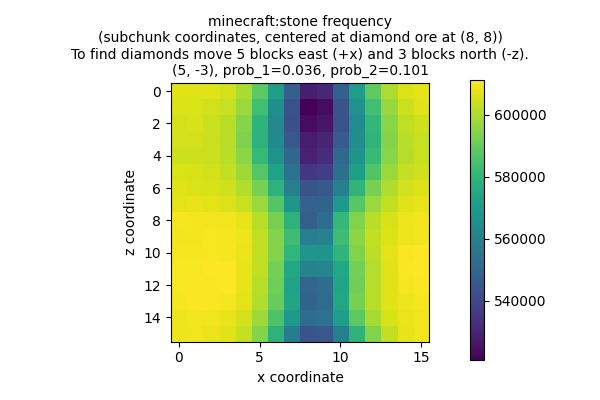 minecraft:stone frequency
(subchunk coordinates, centered at diamond ore at (8, 8))
To find diamonds move 5 blocks east (+x) and 3 blocks north (-z).
(5, -3), prob_1=0.036, prob_2=0.101
0
2
4
6
8
10
12
14
z coordinate
0
5
10
15
x coordinate
600000
580000
560000
540000